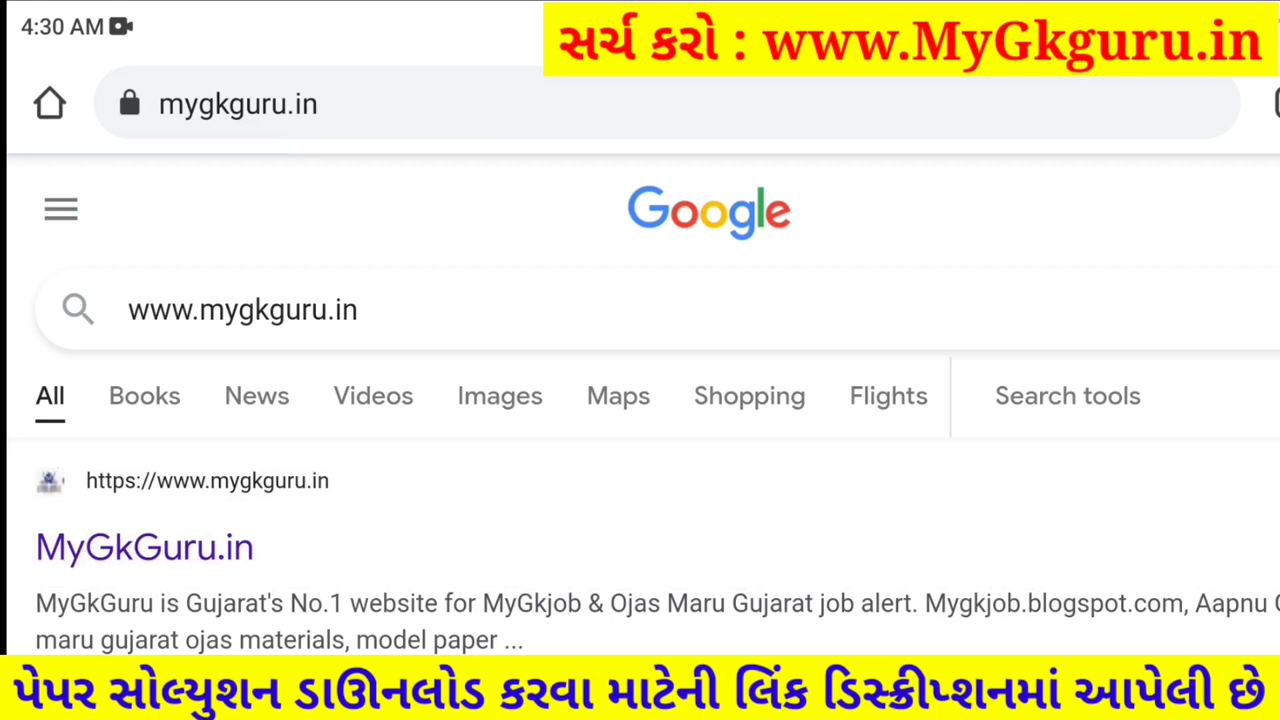 4:30 AM
સર્ચ કરો : www.MyGkguru.in
mygkguru.in
Google
www.mygkguru.in
All Books News Videos Images Maps Shopping Flights Search tools
https://www.mygkguru.in
MyGkGuru.in
MyGkGuru is Gujarat's No.1 website for MyGkjob & Ojas Maru Gujarat job alert. Mygkjob.blogspot.com, Aapnu
maru gujarat ojas materials, model paper ...
પેપર સોલ્યુશન ડાઊનલોડ કરવા માટેની લિંક ડિસ્ક્રીપ્શનમાં આપેલી છે